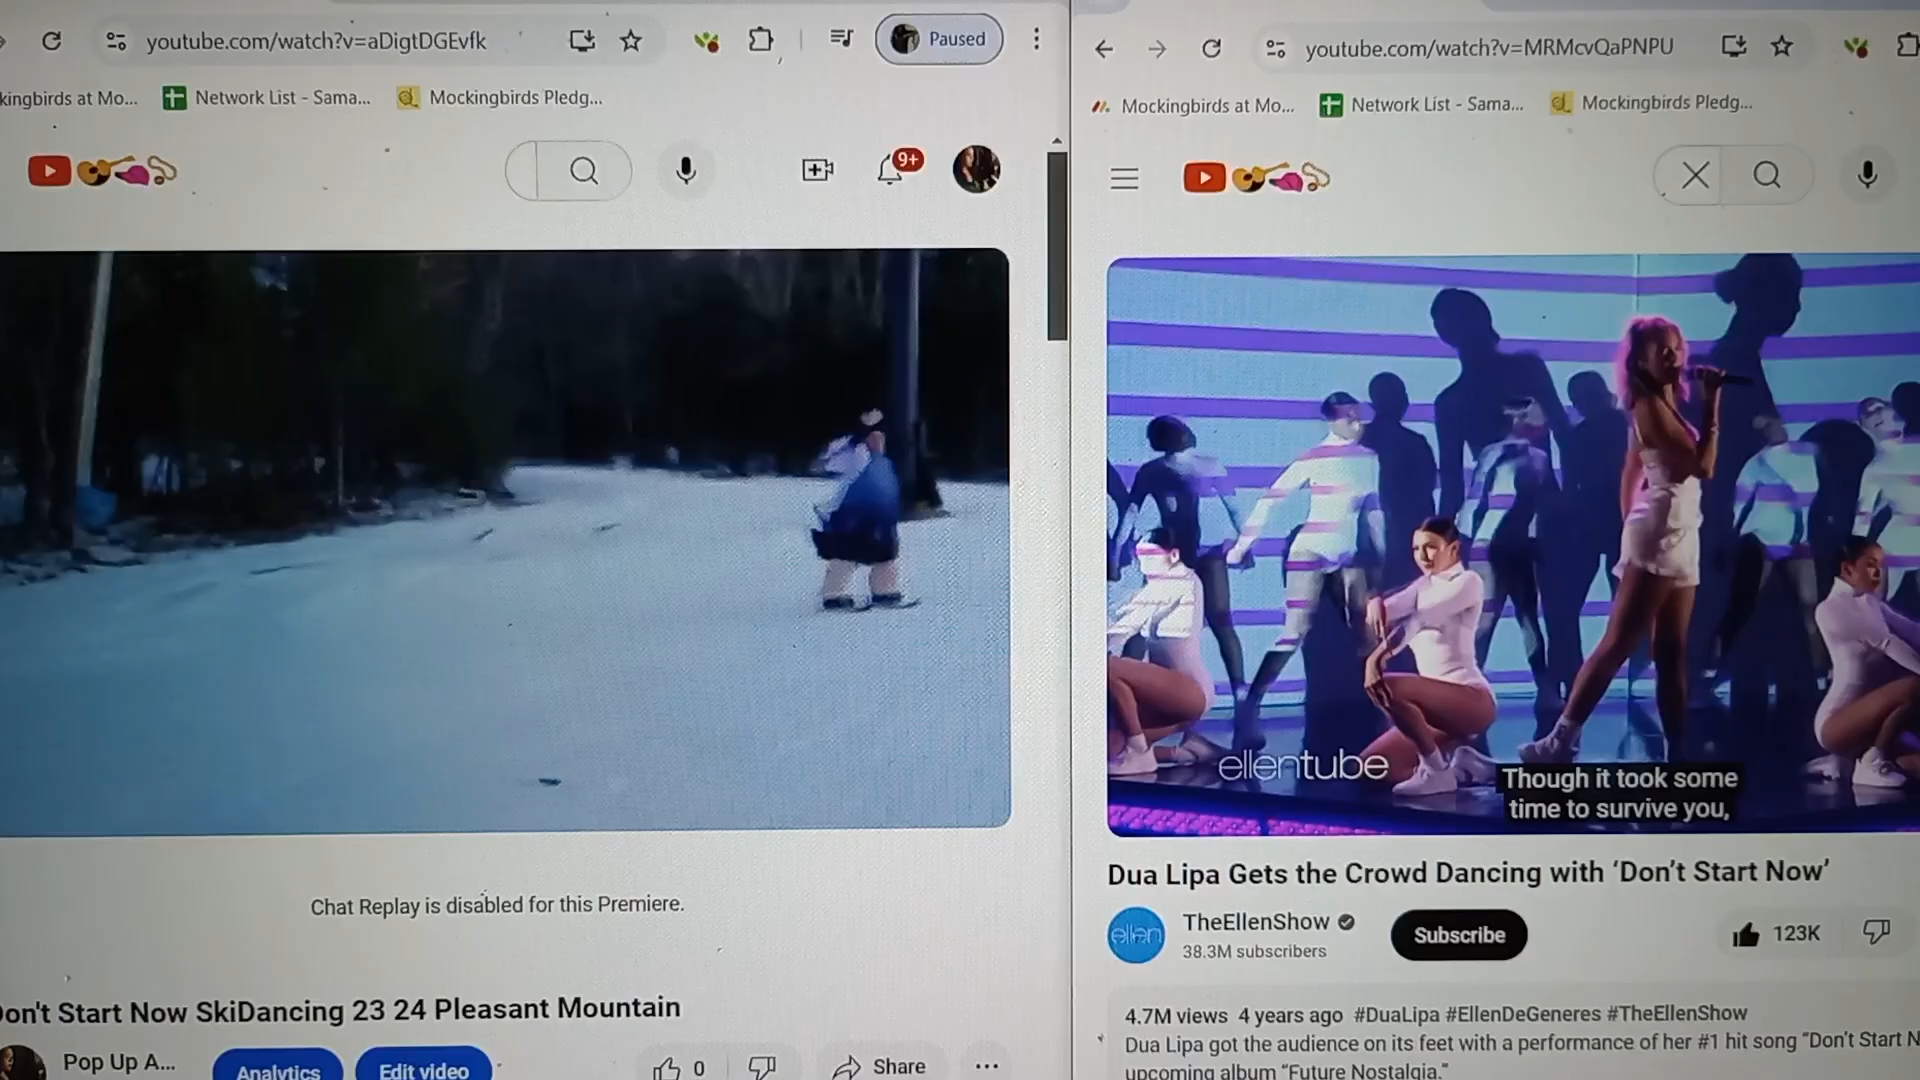 youtube.com/watch?v=aDigtDGEvfk
Paused
kingbirds at Mo...
Network List - Sama...
Mockingbirds Pledg...
9+
Chat Replay is disabled for this Premiere.
on't Start Now SkiDancing 23 24 Pleasant Mountain
Pop Up A...
Analytics
Edit video
0
Share
youtube.com/watch?v=MRMcvQaPNPU
Mockingbirds at Mo...
Network List - Sama...
Mockingbirds Pledg...
ellentube
Though it took some
time to survive you,
Dua Lipa Gets the Crowd Dancing with ‘Don’t Start Now’
ellen
TheEllenShow
38.3M subscribers
Subscribe
123K
4.7M views 4 years ago #DuaLipa #EllenDeGeneres #TheEllenShow
Dua Lipa got the audience on its feet with a performance of her #1 hit song “Don't Start N
upcoming album “Future Nostalgia.”